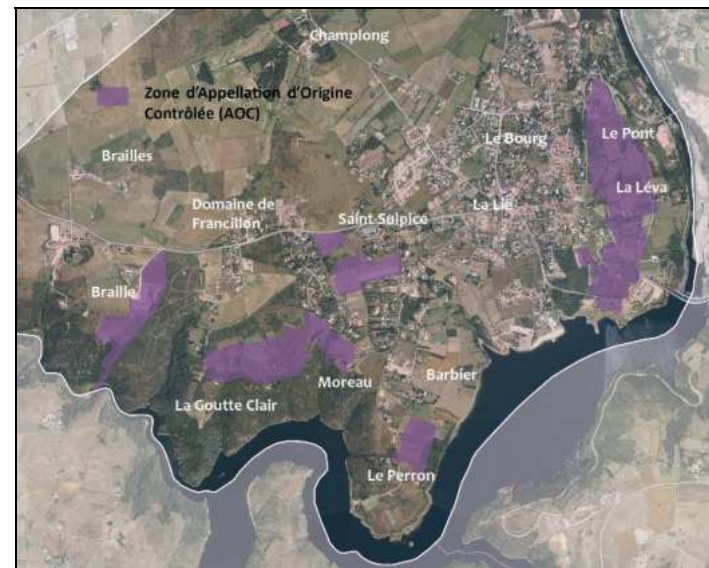 Champlong
Zone d'Appellation d'Origine
Contrôlée (AOC)
Le Bourg
Le Pont
Brailles
La Léva
Domaine de
Francillon
Saint-Sulpice
La Lie
Braille
Moreau
Barbier
La Goutte Clair
Le Perron